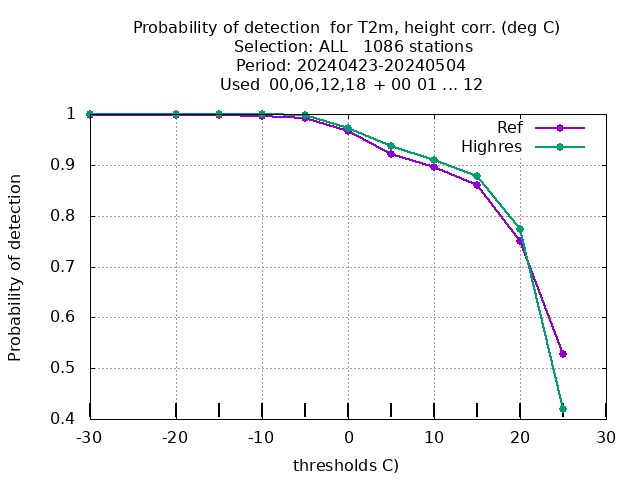 Probability of detection  for T2m, height corr. (deg C)
Selection: ALL   1086 stations
Period: 20240423-20240504
Used  00,06,12,18  + 00 01 ... 12
Ref
Highres
1
0.9
0.8
0.7
0.6
0.5
0.4
Probability of detection
-30 -20 -10 0 10 20 30
thresholds C)